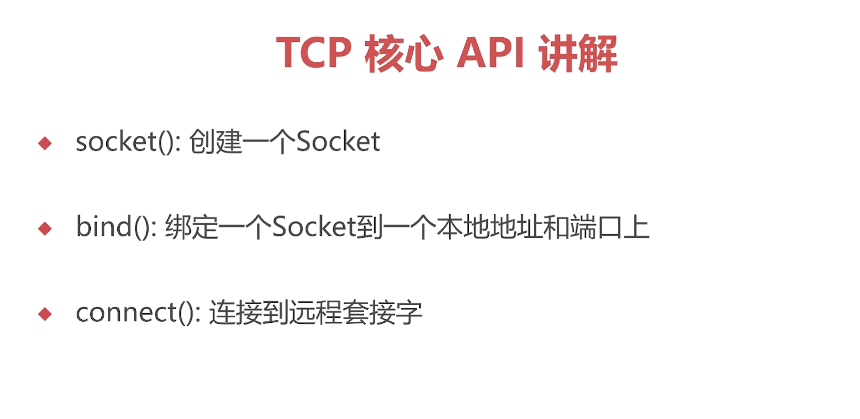 TCP 核心 API 讲解
socket(): 创建一个Socket
bind(): 绑定一个Socket到一个本地地址和端口上
connect(): 连接到远程套接字